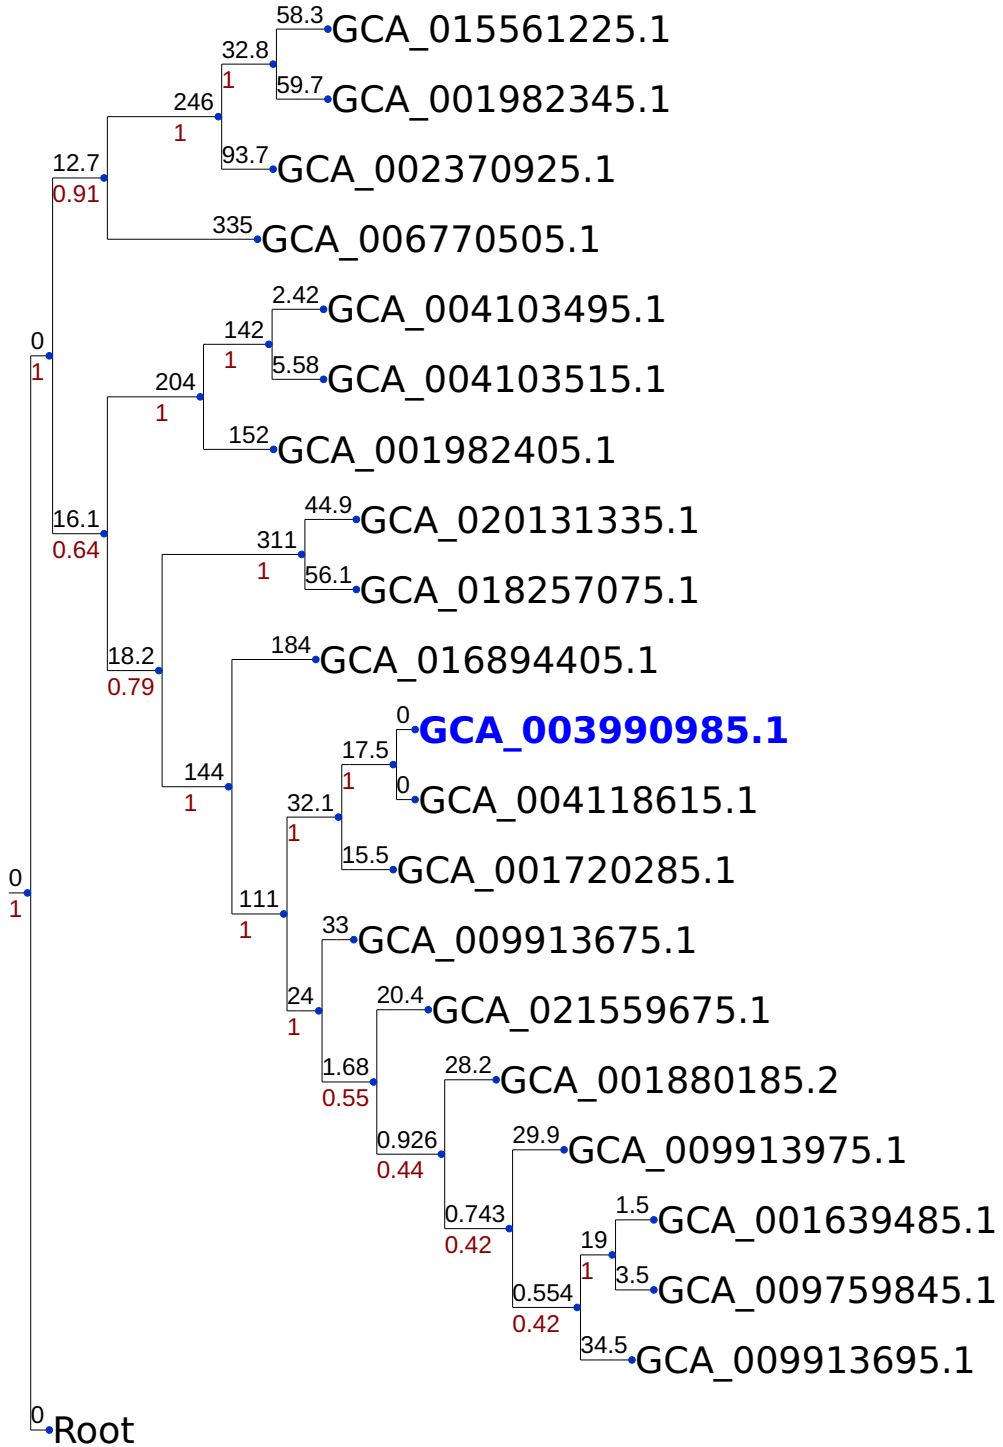 58.3
GCA_015561225.1
32.8
1
59.7
GCA_001982345.1
246
1
93.7
GCA_002370925.1
12.7
0.91
335
GCA_006770505.1
2.42
GCA_004103495.1
142
1
0
1
5.58
GCA_004103515.1
204
1
152
GCA_001982405.1
44.9
GCA_020131335.1
16.1
0.64
311
1
56.1
GCA_018257075.1
18.2
0.79
184
GCA_016894405.1
0
GCA_003990985.1
17.5
1
144
1
0
GCA_004118615.1
32.1
1
15.5
GCA_001720285.1
0
1
111
1
33
GCA_009913675.1
24
1
20.4
GCA_021559675.1
1.68
0.55
28.2
GCA_001880185.2
0.926
0.44
29.9
GCA_009913975.1
0.743
0.42
1.5
GCA_001639485.1
19
1
3.5
GCA_009759845.1
0.554
0.42
34.5
GCA_009913695.1
0
Root